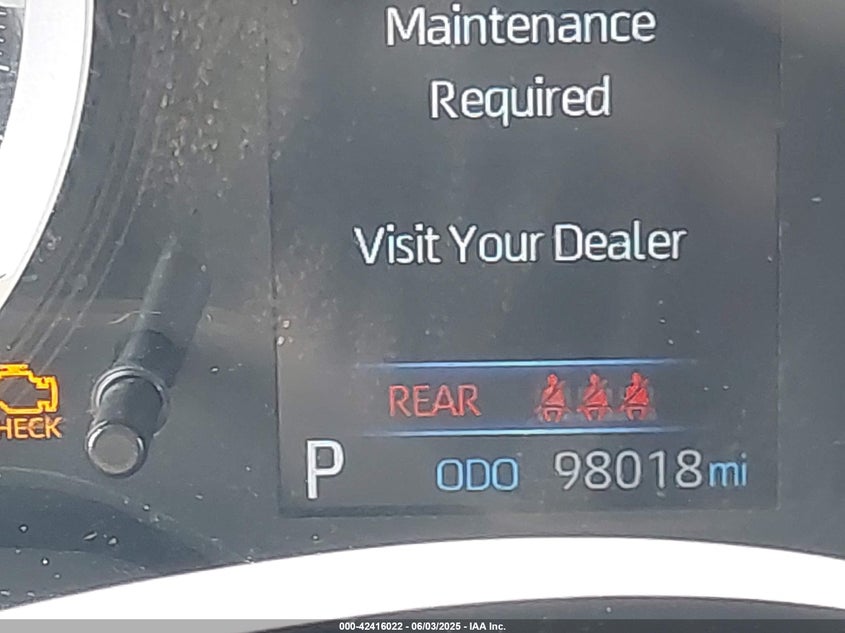 Maintenance
Required
Visit Your Dealer
REAR
CHECK
P ODO 98018 mi
000-42416022 - 06/03/2025 - IAA Inc.